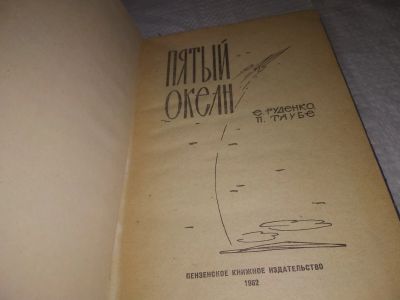 ПЯТЫЙ
ОКЕАН
Е. РУДЕНКО
П. ТАУБЕ
ПЕНЗЕНСКОЕ КНИЖНОЕ ИЗДАТЕЛЬСТВО
1962